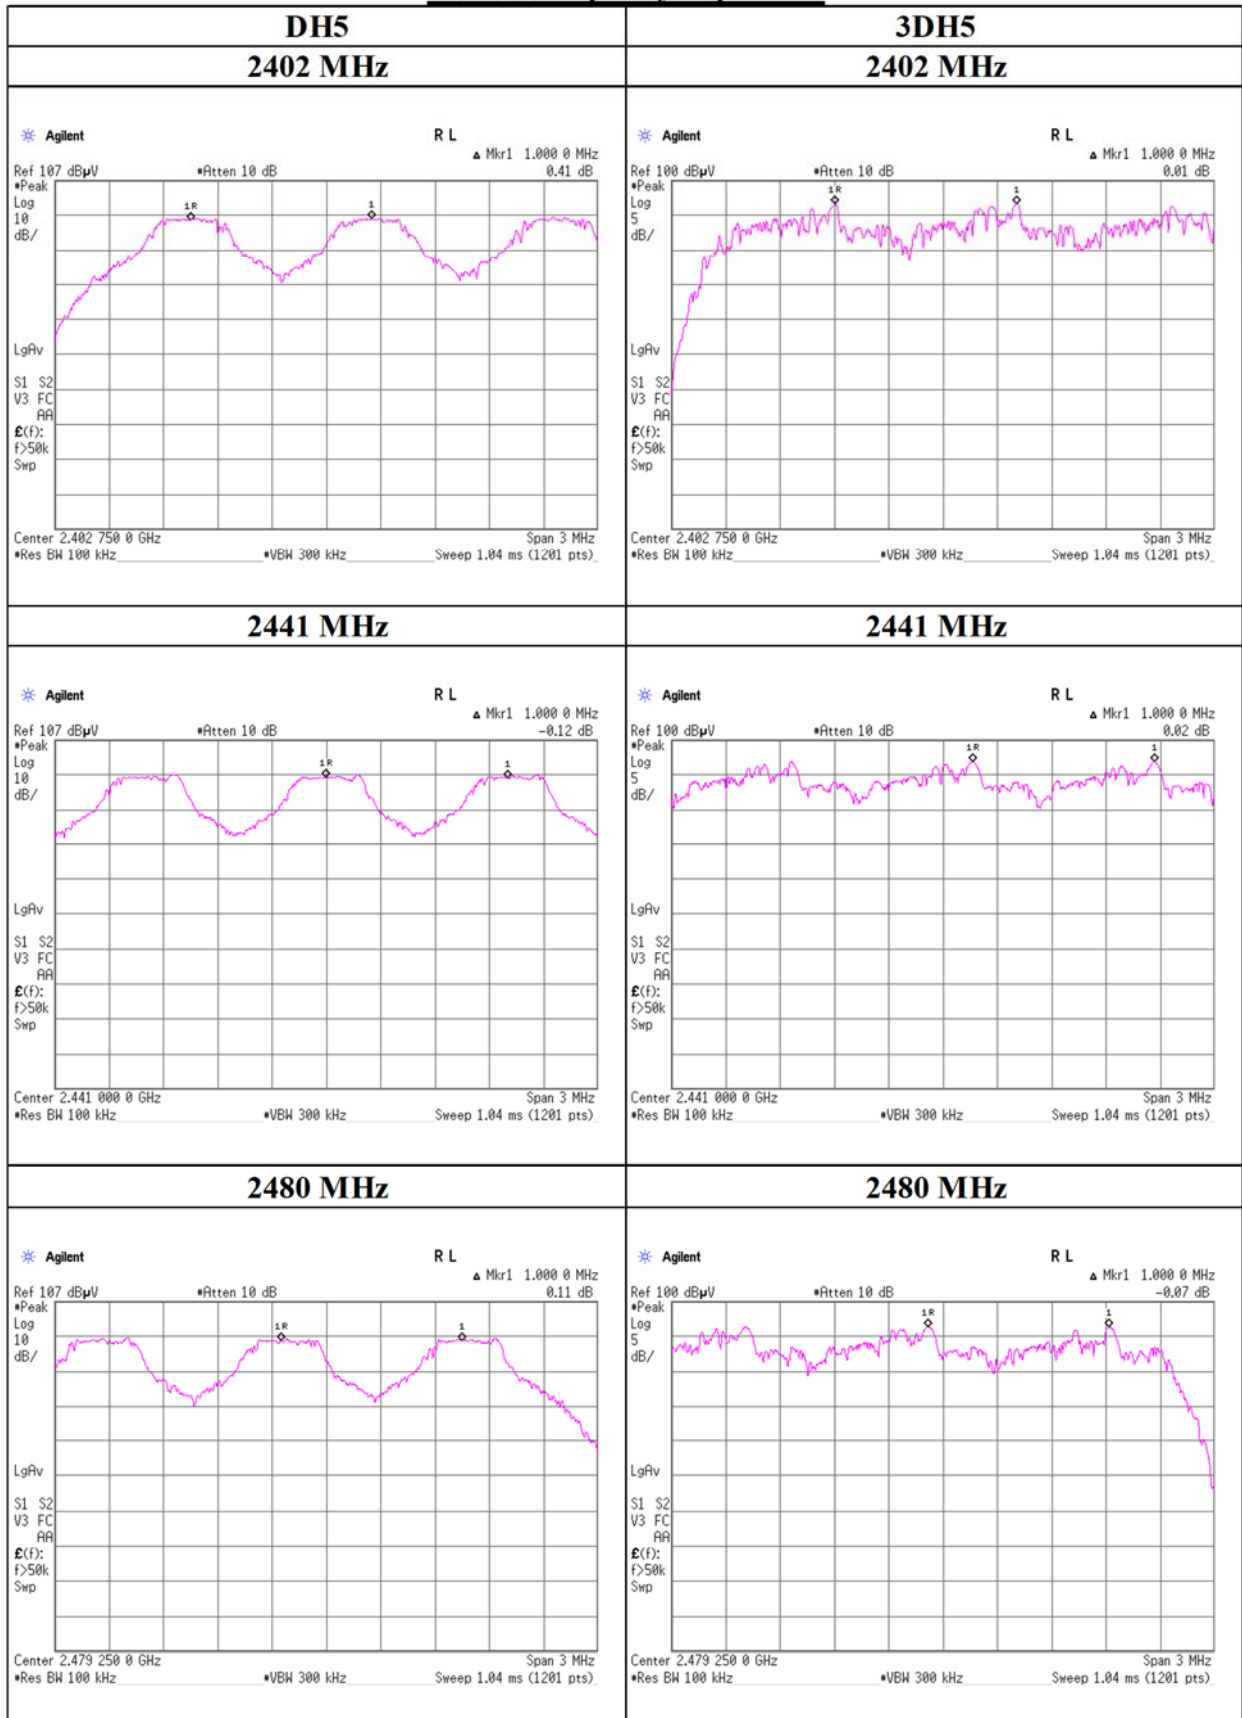 DH5 3DH5
2402 MHz 2402 MHz
Agilent R L
Δ Mkr1 1.000 0 MHz
Ref 107 dBµV *Atten 10 dB 0.41 dB
*Peak
Log
10
dB/
1R 1
LgAv
S1 S2
V3 FC
AA
£(f):
f>50k
Swp
Center 2.402 750 0 GHz Span 3 MHz
*Res BW 100 kHz *VBW 300 kHz Sweep 1.04 ms (1201 pts)
Agilent R L
Δ Mkr1 1.000 0 MHz
Ref 100 dBµV *Atten 10 dB 0.01 dB
*Peak
Log
5
dB/
1R 1
LgAv
S1 S2
V3 FC
AA
£(f):
f>50k
Swp
Center 2.402 750 0 GHz Span 3 MHz
*Res BW 100 kHz *VBW 300 kHz Sweep 1.04 ms (1201 pts)
2441 MHz 2441 MHz
Agilent R L
Δ Mkr1 1.000 0 MHz
Ref 107 dBµV *Atten 10 dB -0.12 dB
*Peak
Log
10
dB/
1R 1
LgAv
S1 S2
V3 FC
AA
£(f):
f>50k
Swp
Center 2.441 000 0 GHz Span 3 MHz
*Res BW 100 kHz *VBW 300 kHz Sweep 1.04 ms (1201 pts)
Agilent R L
Δ Mkr1 1.000 0 MHz
Ref 100 dBµV *Atten 10 dB 0.02 dB
*Peak
Log
5
dB/
1R 1
LgAv
S1 S2
V3 FC
AA
£(f):
f>50k
Swp
Center 2.441 000 0 GHz Span 3 MHz
*Res BW 100 kHz *VBW 300 kHz Sweep 1.04 ms (1201 pts)
2480 MHz 2480 MHz
Agilent R L
Δ Mkr1 1.000 0 MHz
Ref 107 dBµV *Atten 10 dB 0.11 dB
*Peak
Log
10
dB/
1R 1
LgAv
S1 S2
V3 FC
AA
£(f):
f>50k
Swp
Center 2.479 250 0 GHz Span 3 MHz
*Res BW 100 kHz *VBW 300 kHz Sweep 1.04 ms (1201 pts)
Agilent R L
Δ Mkr1 1.000 0 MHz
Ref 100 dBµV *Atten 10 dB -0.07 dB
*Peak
Log
5
dB/
1R 1
LgAv
S1 S2
V3 FC
AA
£(f):
f>50k
Swp
Center 2.479 250 0 GHz Span 3 MHz
*Res BW 100 kHz *VBW 300 kHz Sweep 1.04 ms (1201 pts)